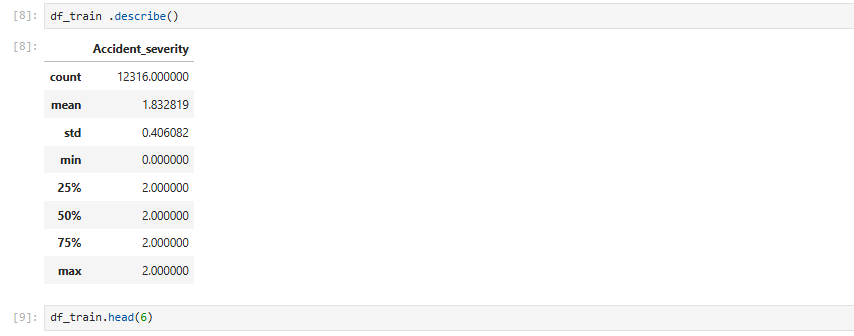 [8]: df_train .describe()
[8]: Accident_severity
count 12316.000000
mean 1.832819
std 0.406082
min 0.000000
25% 2.000000
50% 2.000000
75% 2.000000
max 2.000000
[9]: df_train.head(6)